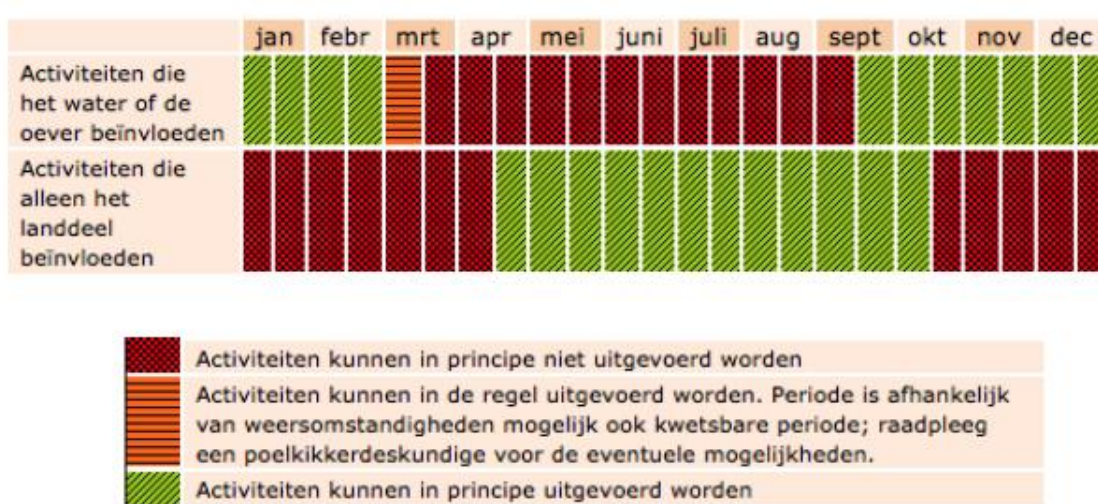 jan febr mrt apr mei juni juli aug sept okt nov dec
Activiteiten die
het water of de
oever beïnvloeden
Activiteiten die
alleen het
landdeel
beïnvloeden
Activiteiten kunnen in principe niet uitgevoerd worden
Activiteiten kunnen in de regel uitgevoerd worden. Periode is afhankelijk
van weersomstandigheden mogelijk ook kwetsbare periode; raadpleeg
een poelkikkerdeskundige voor de eventuele mogelijkheden.
Activiteiten kunnen in principe uitgevoerd worden